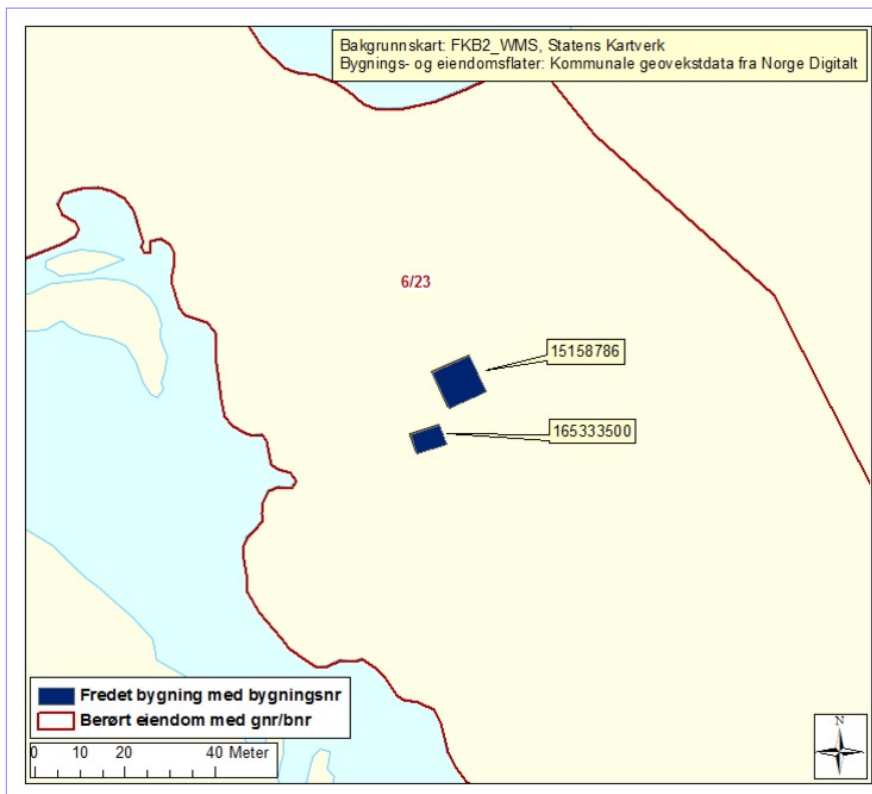 Bakgrunnskart: FKB2_WMS, Statens Kartverk
Bygnings- og eiendomsflater: Kommunale geovekstdata fra Norge Digitalt
6/23
15158786
165333500
Fredet bygning med bygningsnr
Berørt eiendom med gnr/bnr
0 10 20 40 Meter
N